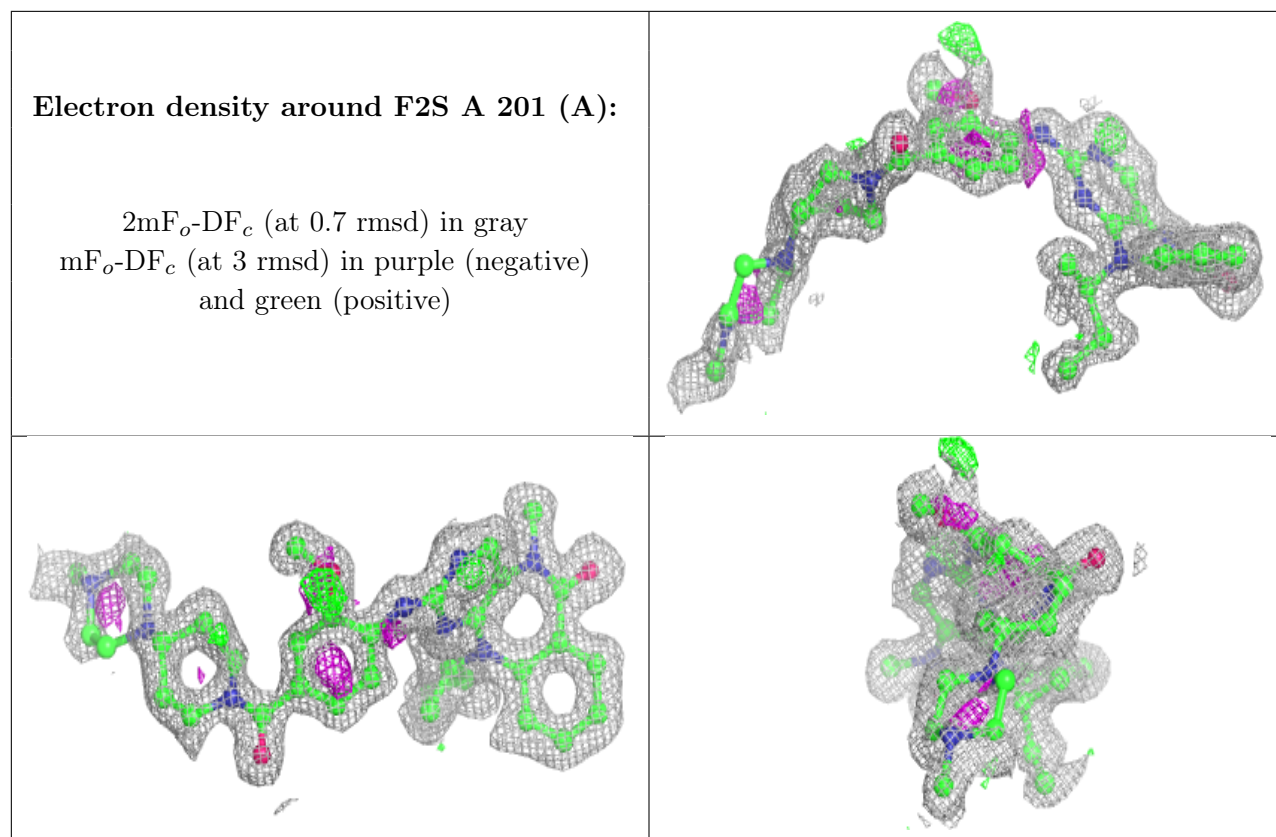 Electron density around F2S A 201 (A):
2mFₒ-DF𝒸 (at 0.7 rmsd) in gray
mFₒ-DF𝒸 (at 3 rmsd) in purple (negative)
and green (positive)